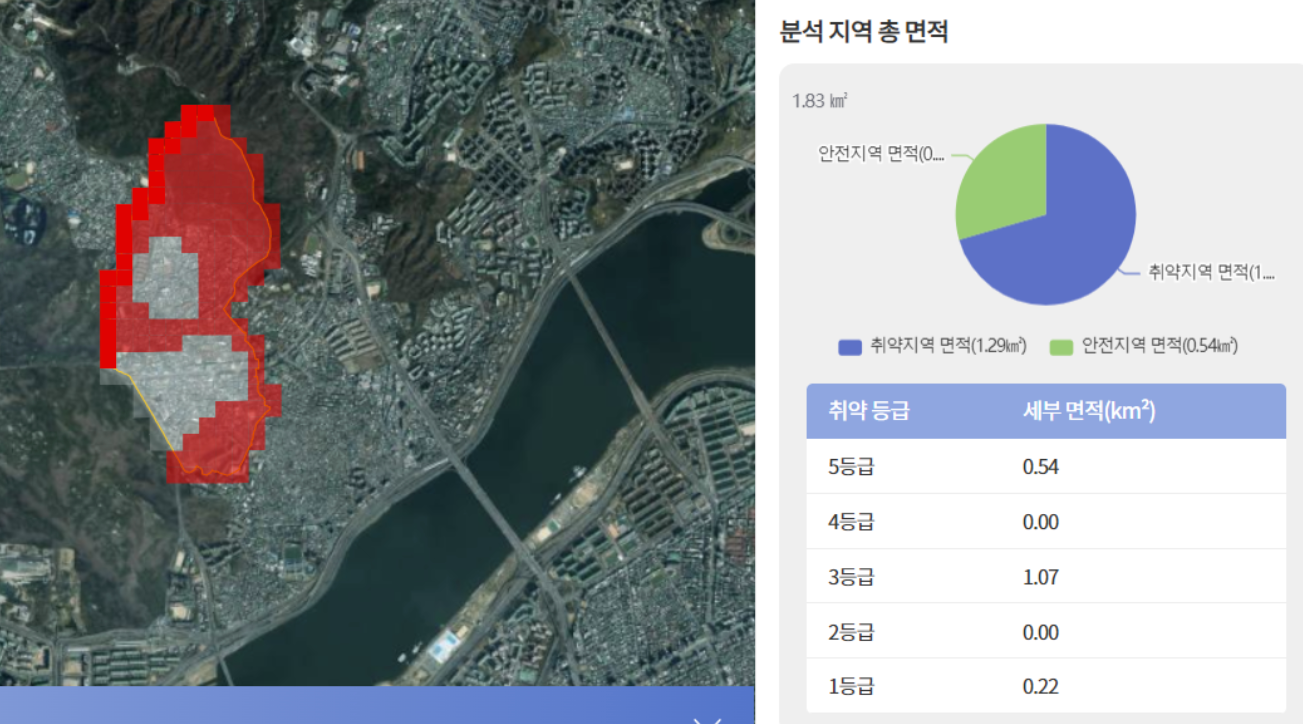 분석 지역 총 면적
1.83 ㎢
안전지역 면적(0....
취약지역 면적(1....
취약지역 면적(1.29㎢) 안전지역 면적(0.54㎢)
취약 등급 세부 면적(km²)
5등급 0.54
4등급 0.00
3등급 1.07
2등급 0.00
1등급 0.22